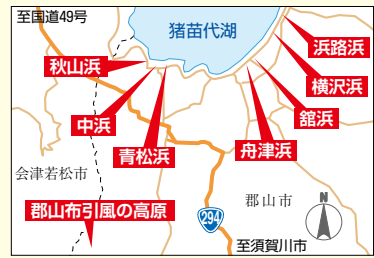 至国道49号
猪苗代湖
浜路浜
秋山浜
横沢浜
舘浜
中浜
青松浜
舟津浜
会津若松市
郡山市
郡山布引風の高原
N
294
至須賀川市